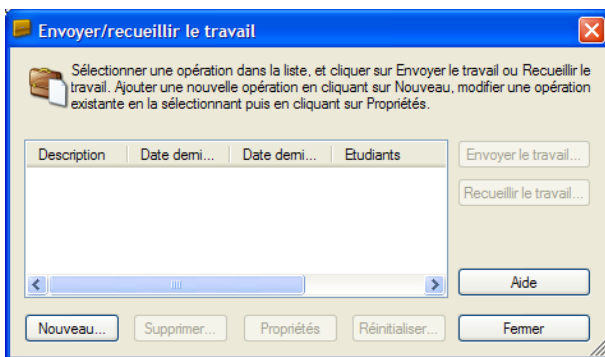 Envoyer/recueillir le travail
Sélectionner une opération dans la liste, et cliquer sur Envoyer le travail ou Recueillir le
travail. Ajouter une nouvelle opération en cliquant sur Nouveau, modifier une opération
existante en la sélectionnant puis en cliquant sur Propriétés.
Description Date derni... Date derni... Etudiants
Envoyer le travail...
Recueillir le travail...
Aide
Nouveau... Supprimer... Propriétés Réinitialiser... Fermer